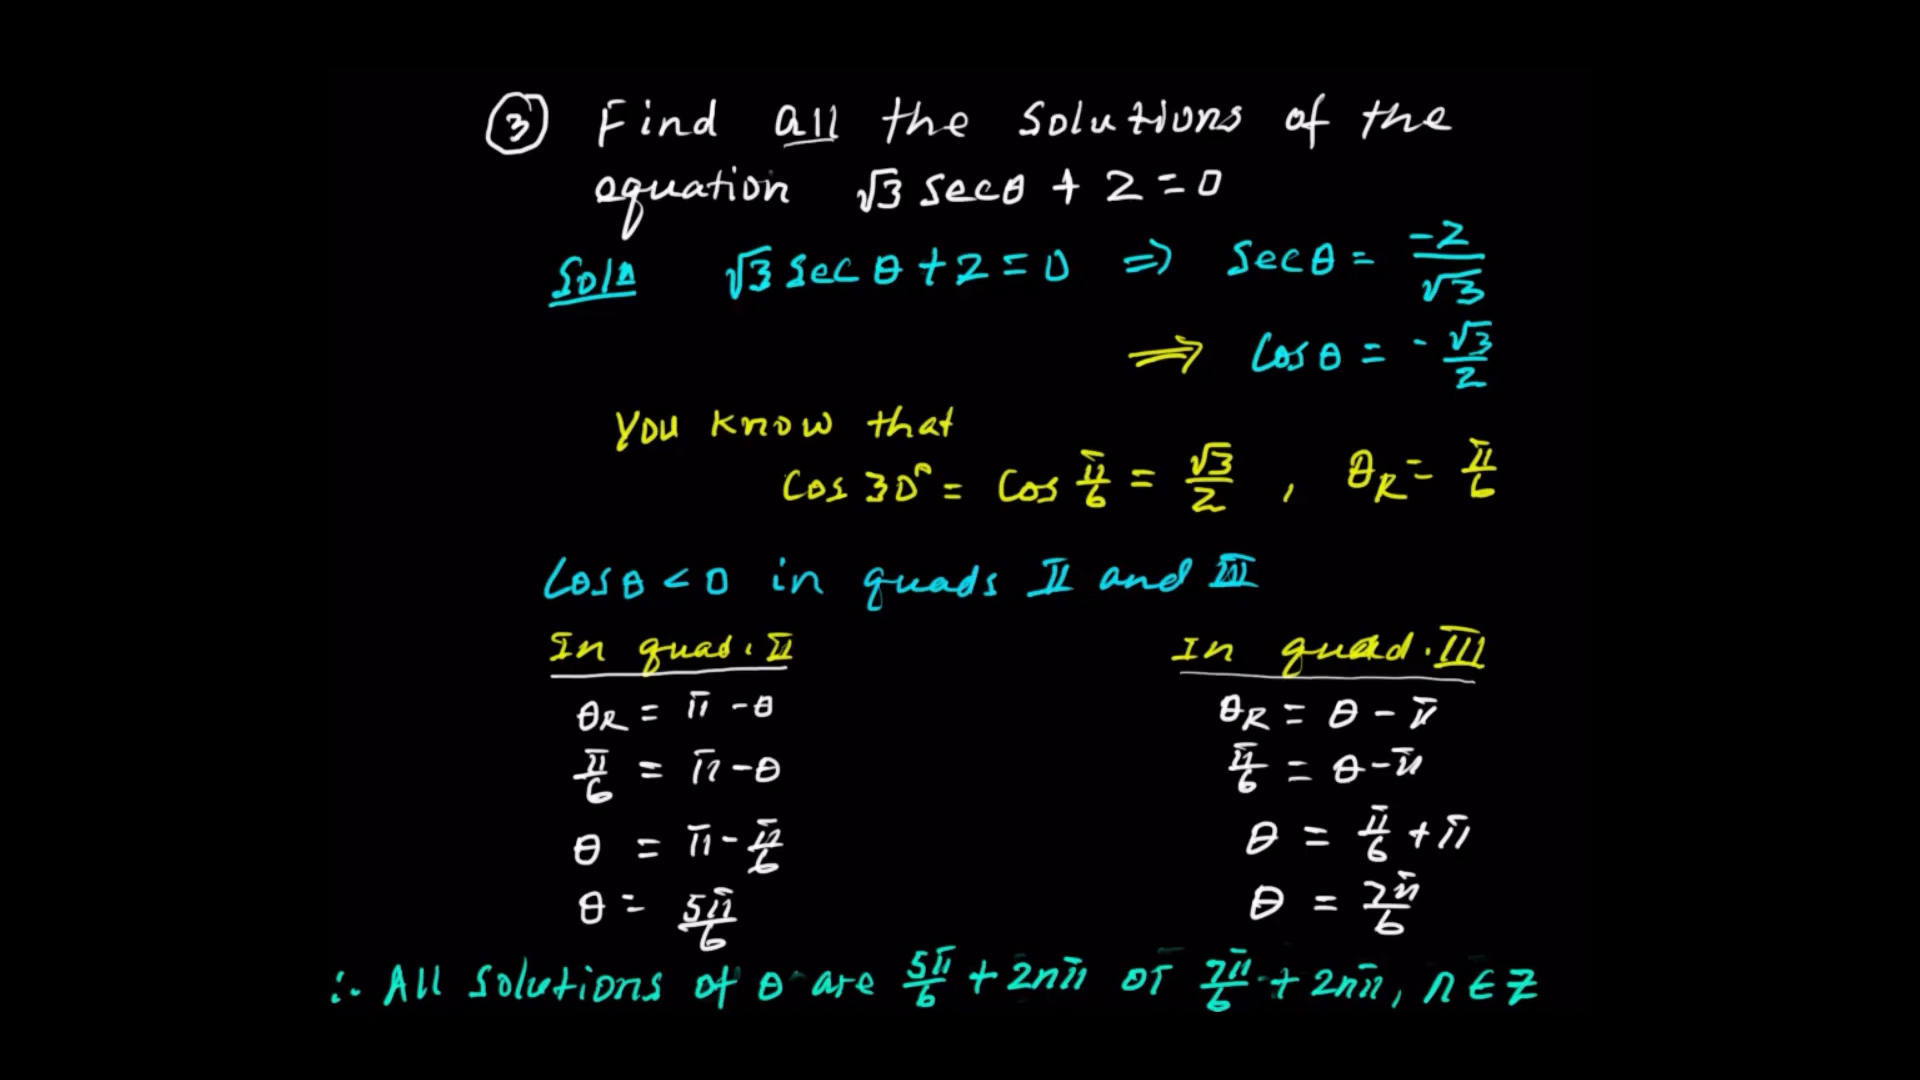 ③ Find all the solutions of the
equation √3 secθ + 2 = 0
Soln √3 sec θ + 2 = 0 ⇒ secθ = -2/√3
⇒ Cosθ = -√3/2
You know that
Cos 30° = Cos π/6 = √3/2 , θR = π/6
Cosθ < 0 in quads II and III
In quad. II In quad. III
θR = π - θ θR = θ - π
π/6 = π - θ π/6 = θ - π
θ = π - π/6 θ = π/6 + π
θ = 5π/6 θ = 7π/6
∴ All solutions of θ are 5π/6 + 2nπ or 7π/6 + 2nπ, n ∈ Z